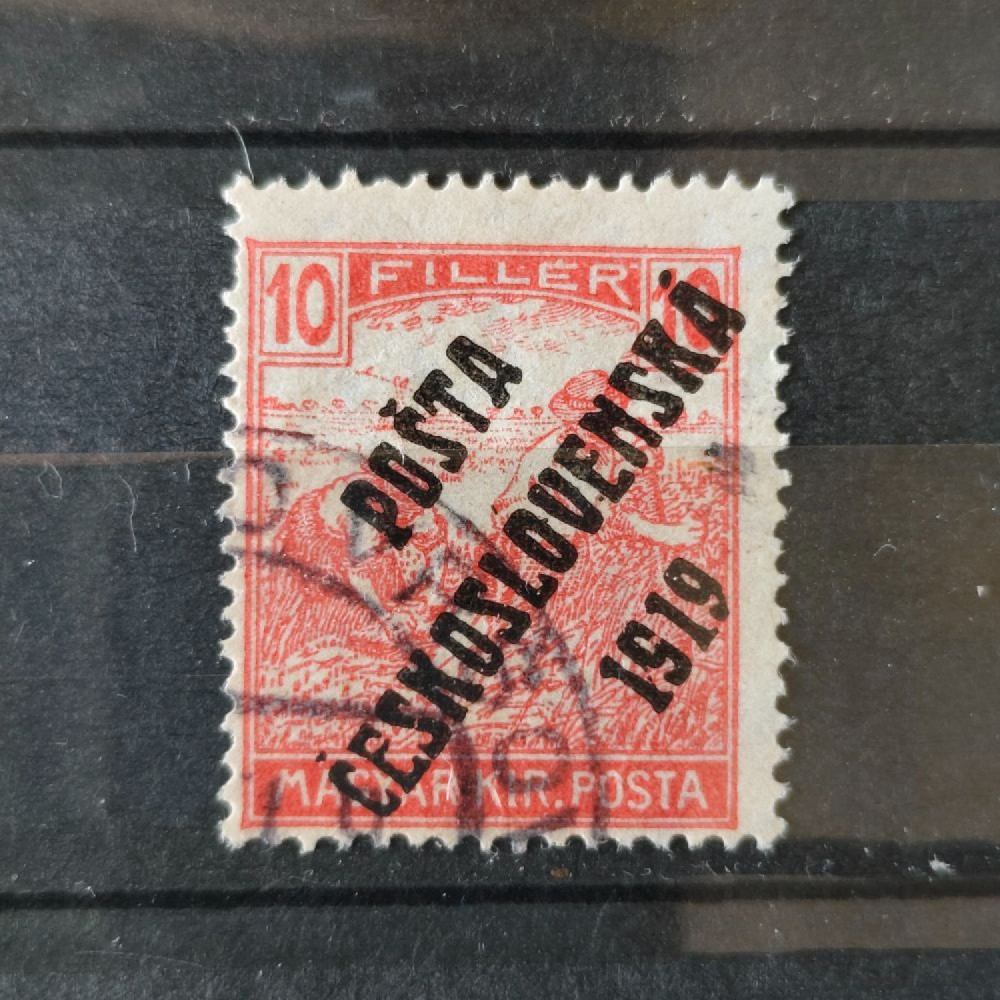 10 FILLÉR 10
POŠTA
ČESKOSLOVENSKÁ
1919
MAGYAR KIR. POSTA